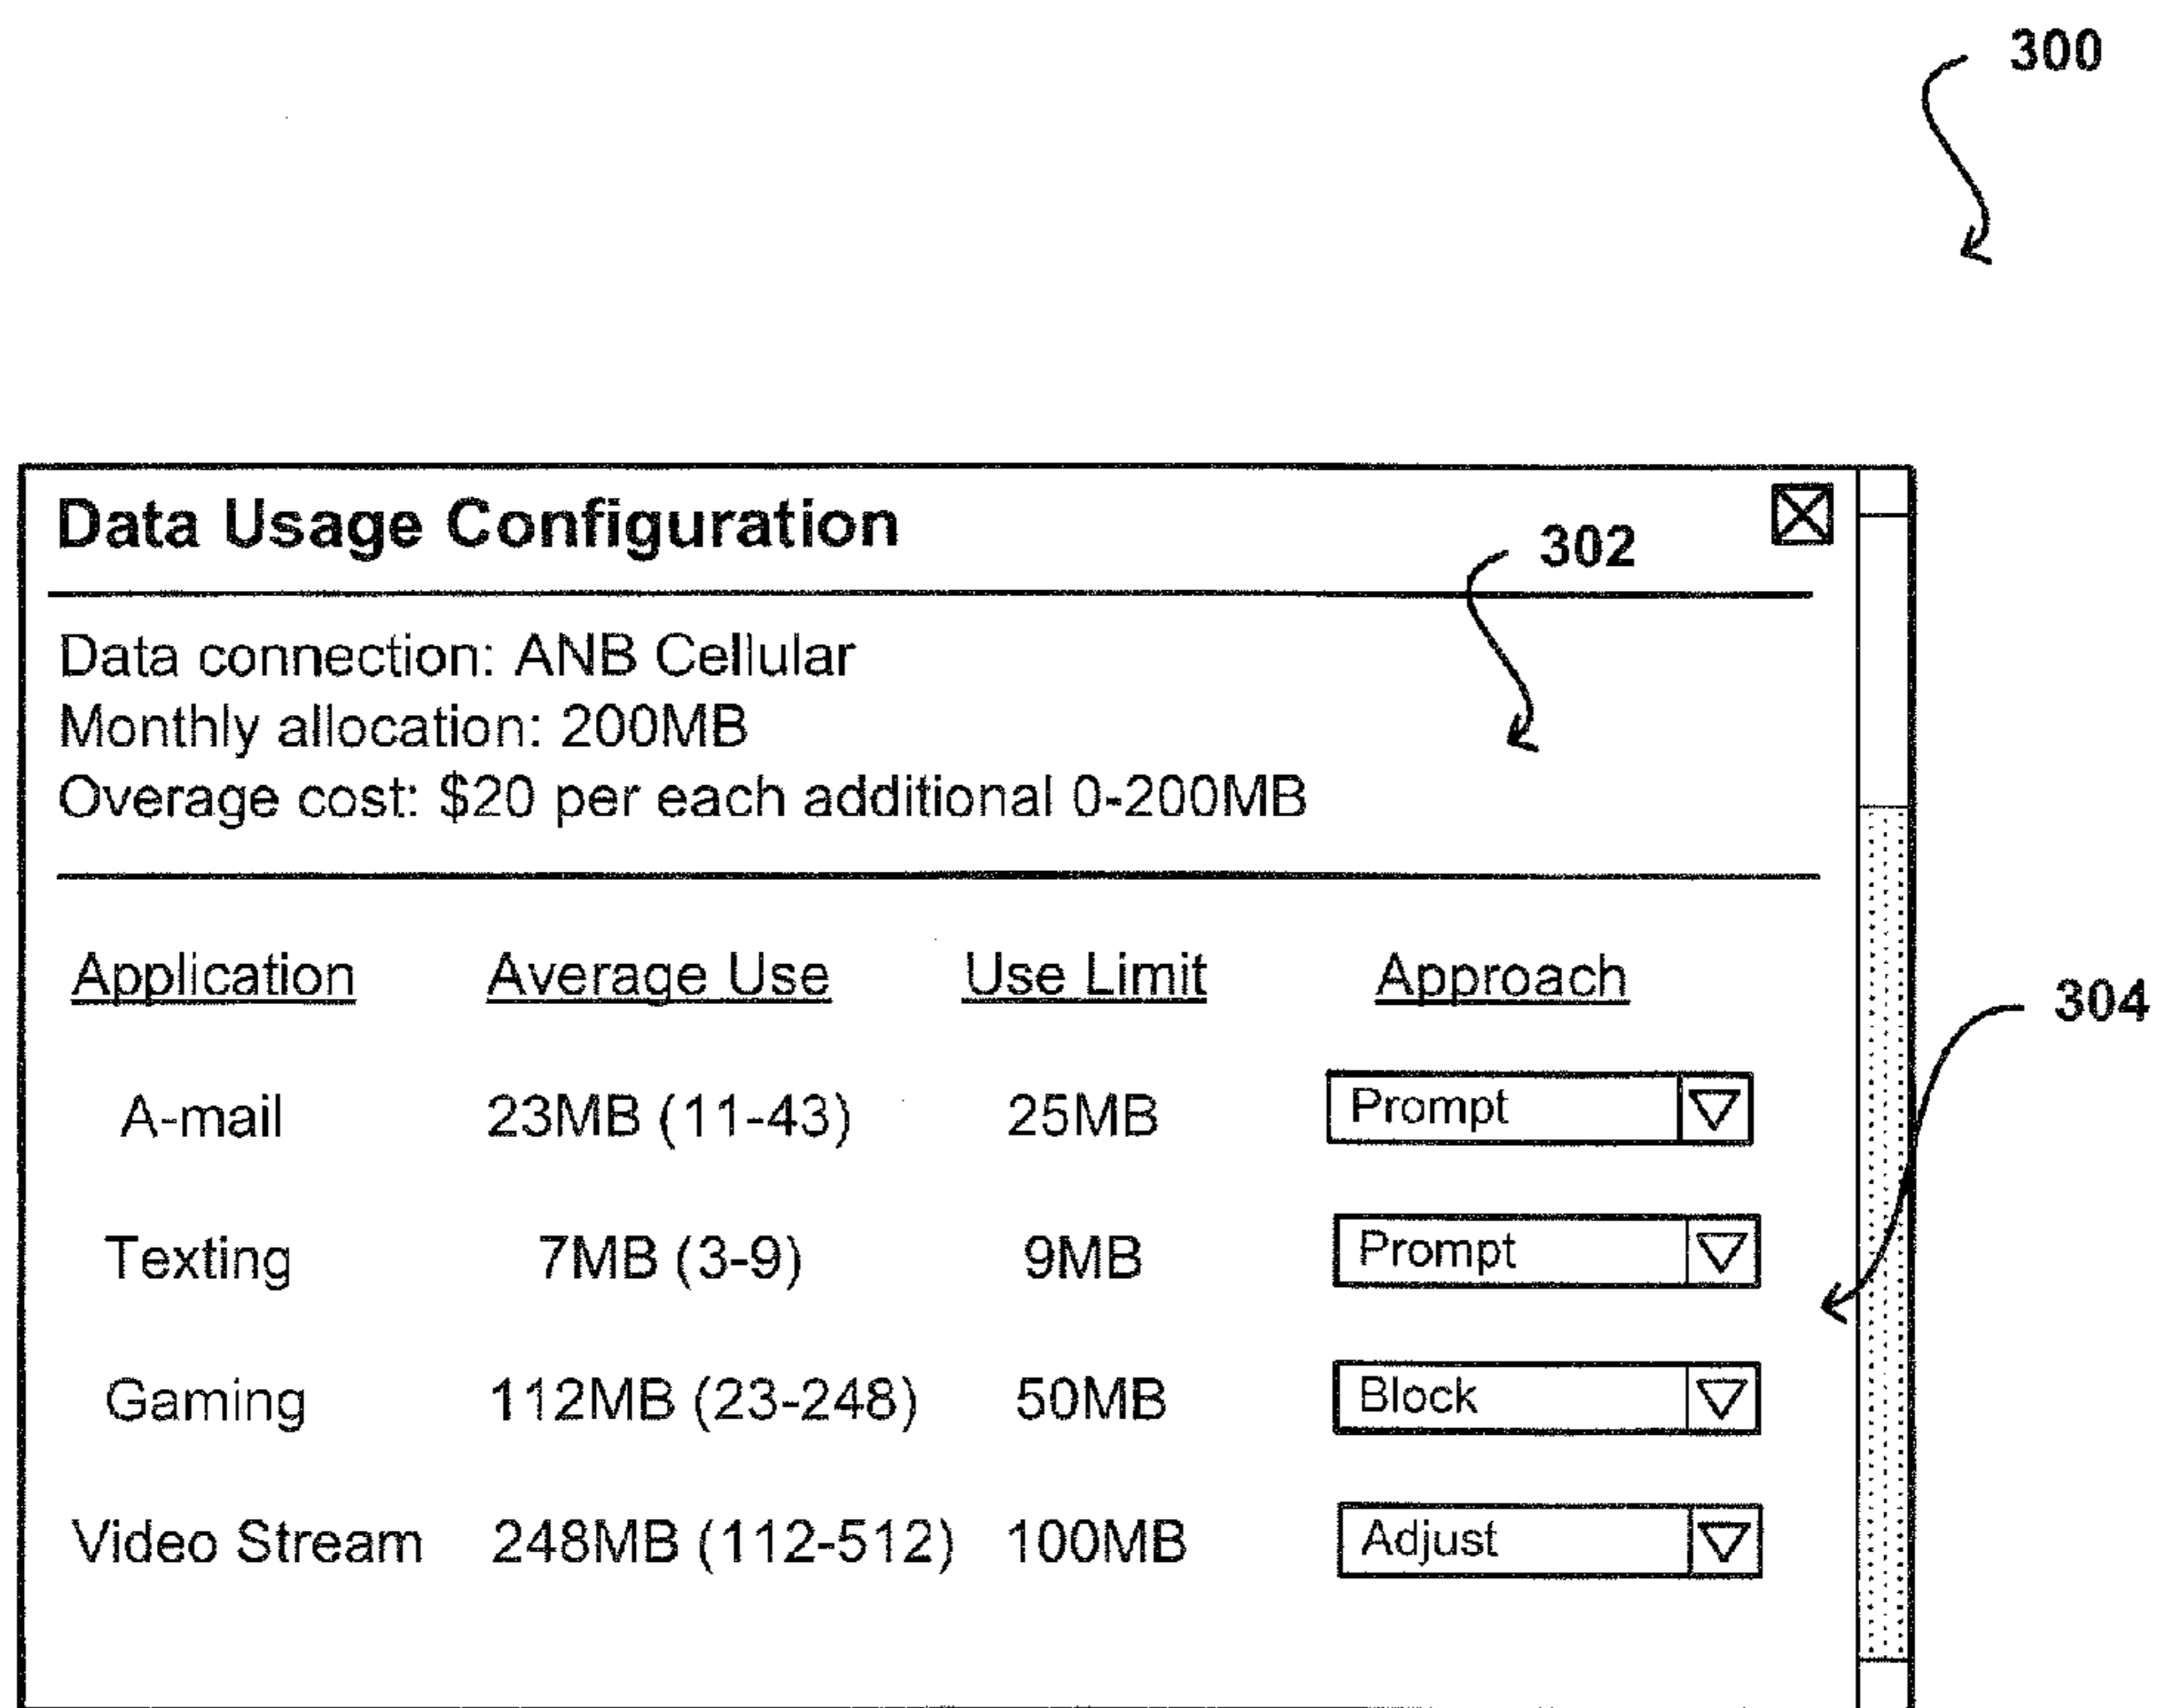 300
Data Usage Configuration
302
Data connection: ANB Cellular
Monthly allocation: 200MB
Overage cost: $20 per each additional 0-200MB
Application Average Use Use Limit Approach
304
A-mail 23MB (11-43) 25MB Prompt
Texting 7MB (3-9) 9MB Prompt
Gaming 112MB (23-248) 50MB Block
Video Stream 248MB (112-512) 100MB Adjust